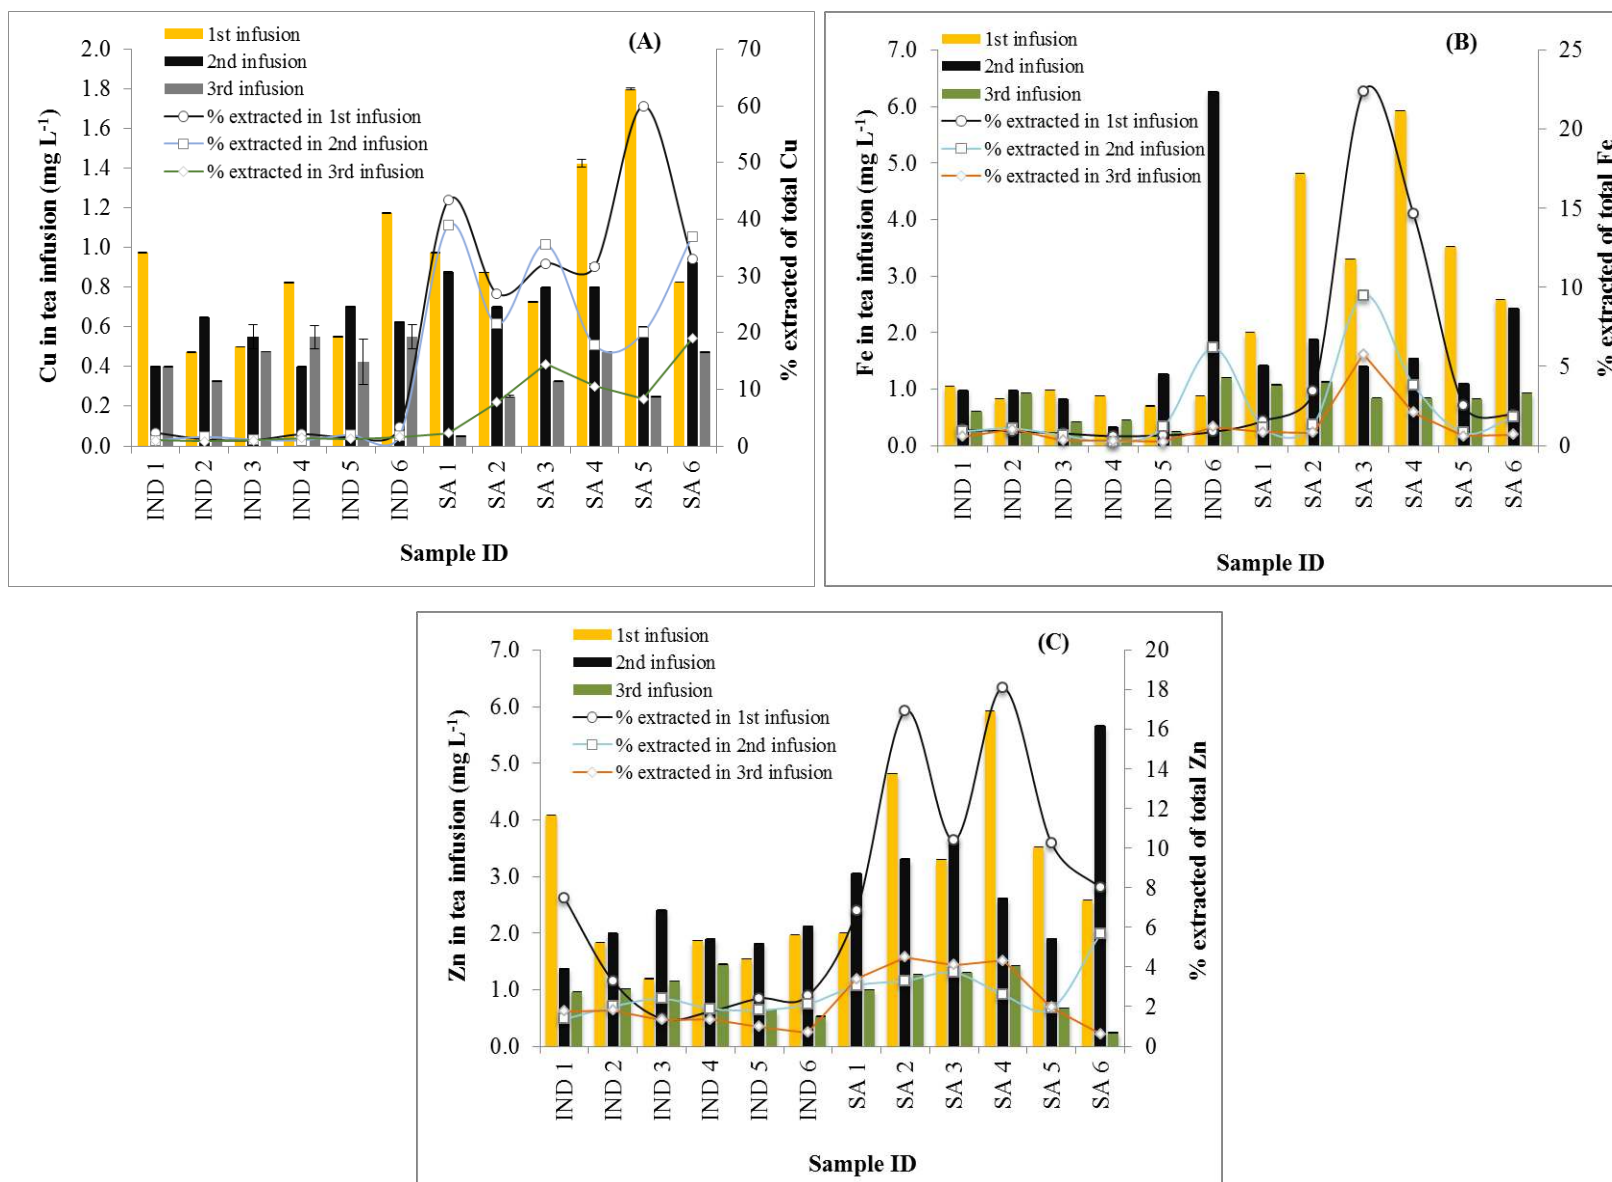 (A)
1st infusion
2nd infusion
3rd infusion
% extracted in 1st infusion
% extracted in 2nd infusion
% extracted in 3rd infusion
Cu in tea infusion (mg L⁻¹)
2.0
1.8
1.6
1.4
1.2
1.0
0.8
0.6
0.4
0.2
0.0
70
60
50
40
30
20
10
0
% extracted of total Cu
IND 1
IND 2
IND 3
IND 4
IND 5
IND 6
SA 1
SA 2
SA 3
SA 4
SA 5
SA 6
Sample ID
(B)
1st infusion
2nd infusion
3rd infusion
% extracted in 1st infusion
% extracted in 2nd infusion
% extracted in 3rd infusion
Fe in tea infusion (mg L⁻¹)
7.0
6.0
5.0
4.0
3.0
2.0
1.0
0.0
25
20
15
10
5
0
% extracted of total Fe
IND 1
IND 2
IND 3
IND 4
IND 5
IND 6
SA 1
SA 2
SA 3
SA 4
SA 5
SA 6
Sample ID
(C)
1st infusion
2nd infusion
3rd infusion
% extracted in 1st infusion
% extracted in 2nd infusion
% extracted in 3rd infusion
Zn in tea infusion (mg L⁻¹)
7.0
6.0
5.0
4.0
3.0
2.0
1.0
0.0
20
18
16
14
12
10
8
6
4
2
0
% extracted of total Zn
IND 1
IND 2
IND 3
IND 4
IND 5
IND 6
SA 1
SA 2
SA 3
SA 4
SA 5
SA 6
Sample ID